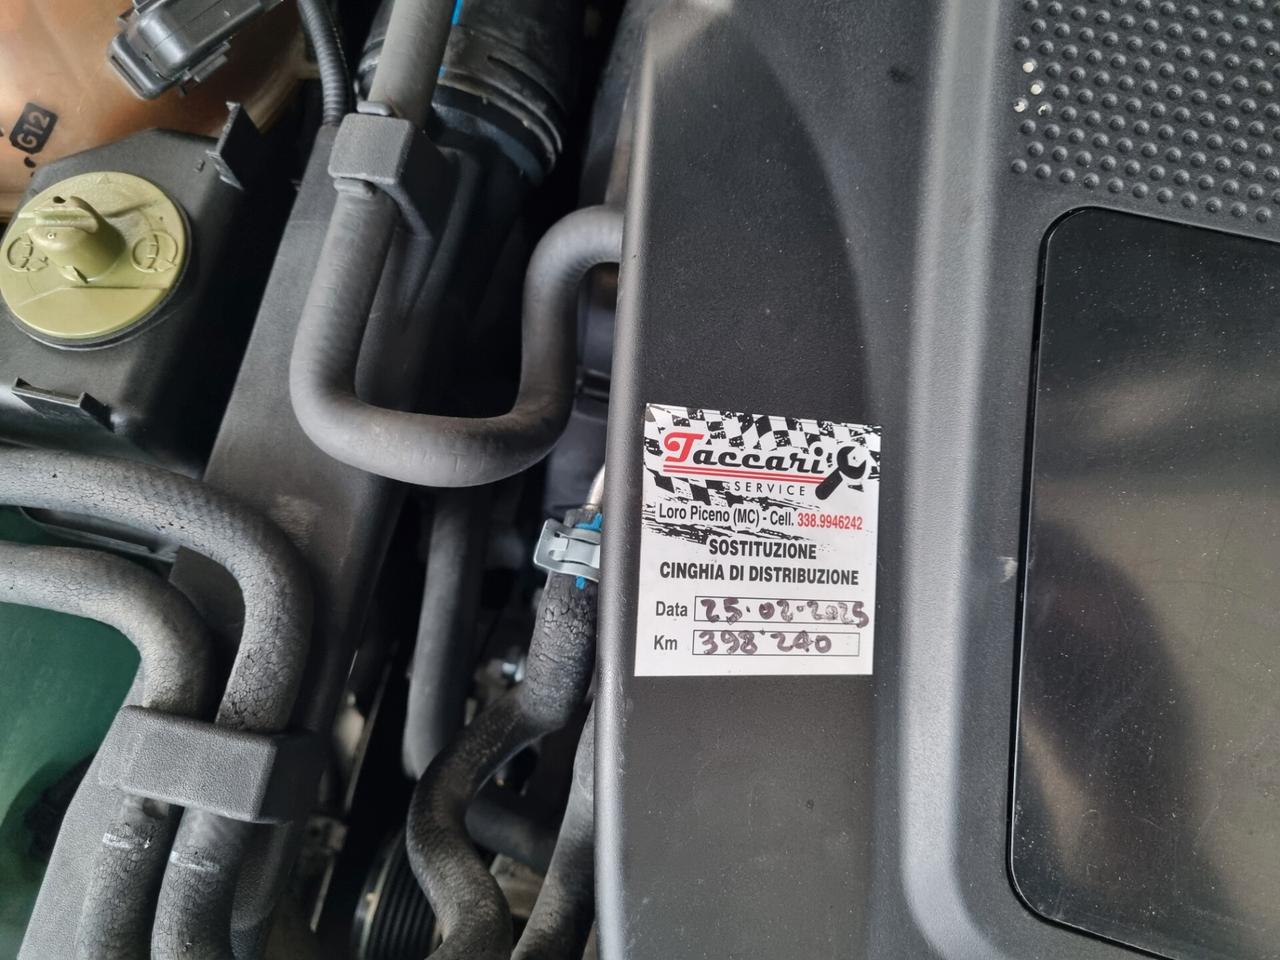 G12
Taccari
SERVICE
Loro Piceno (MC) - Cell. 338.9946242
SOSTITUZIONE
CINGHIA DI DISTRIBUZIONE
Data 25.02.2025
Km 398'240